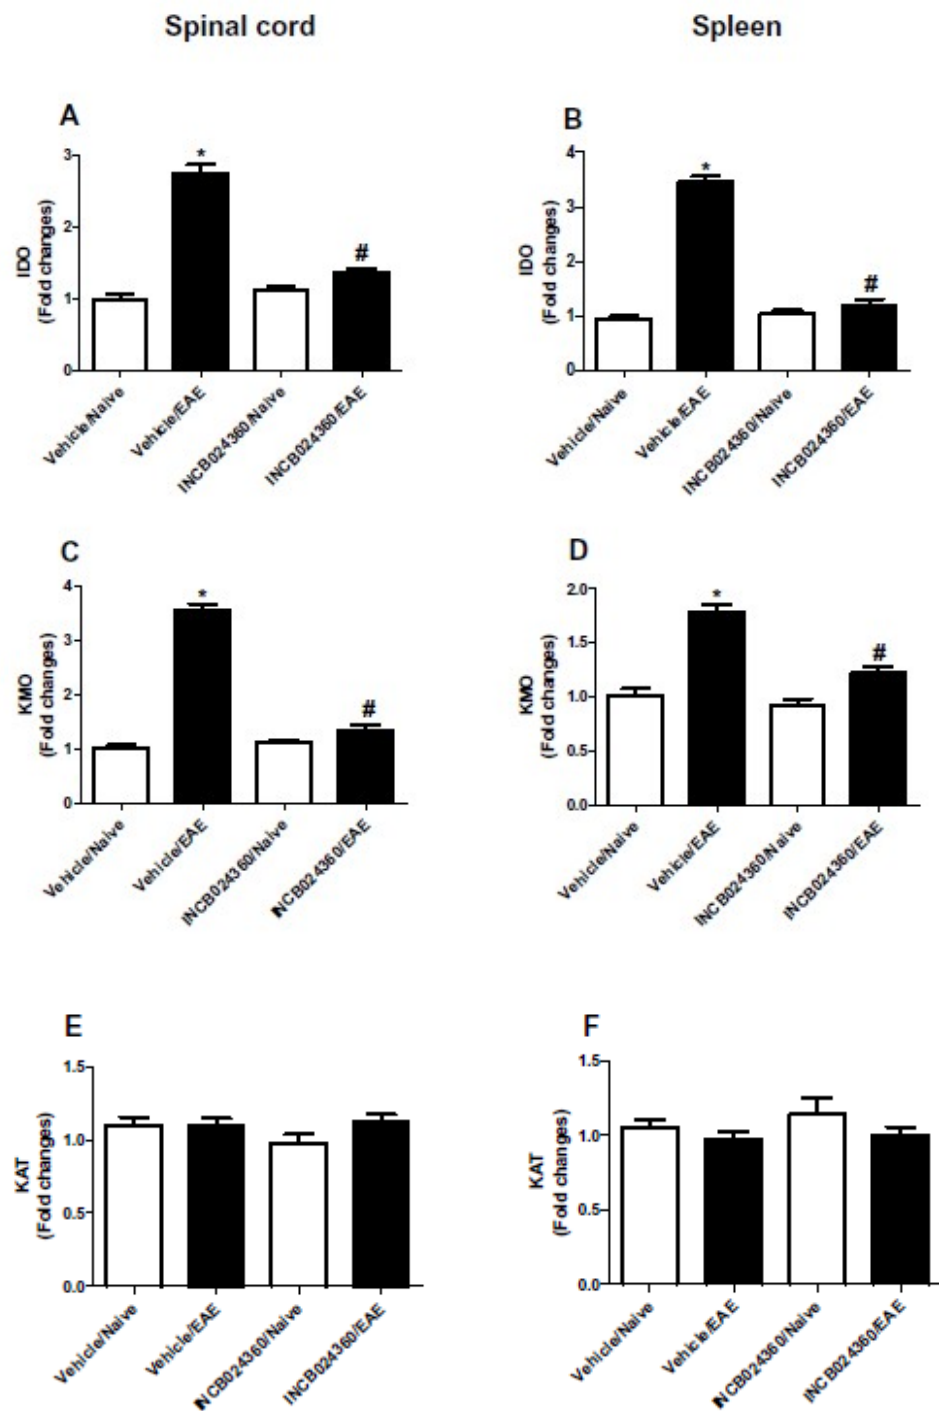 Spinal cord
Spleen
A
IDO
(Fold changes)
3
2
1
0
*
#
Vehicle/Naive
Vehicle/EAE
INCB024360/Naive
INCB024360/EAE
B
IDO
(Fold changes)
4
3
2
1
0
*
#
Vehicle/Naive
Vehicle/EAE
INCB024360/Naive
INCB024360/EAE
C
KMO
(Fold changes)
4
3
2
1
0
*
#
Vehicle/Naive
Vehicle/EAE
INCB024360/Naive
INCB024360/EAE
D
KMO
(Fold changes)
2.0
1.5
1.0
0.5
0.0
*
#
Vehicle/Naive
Vehicle/EAE
INCB024360/Naive
INCB024360/EAE
E
KAT
(Fold changes)
1.5
1.0
0.5
0.0
Vehicle/Naive
Vehicle/EAE
INCB024360/Naive
INCB024360/EAE
F
KAT
(Fold changes)
1.5
1.0
0.5
0.0
Vehicle/Naive
Vehicle/EAE
INCB024360/Naive
INCB024360/EAE